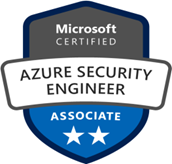 Microsoft
CERTIFIED
AZURE SECURITY
ENGINEER
ASSOCIATE